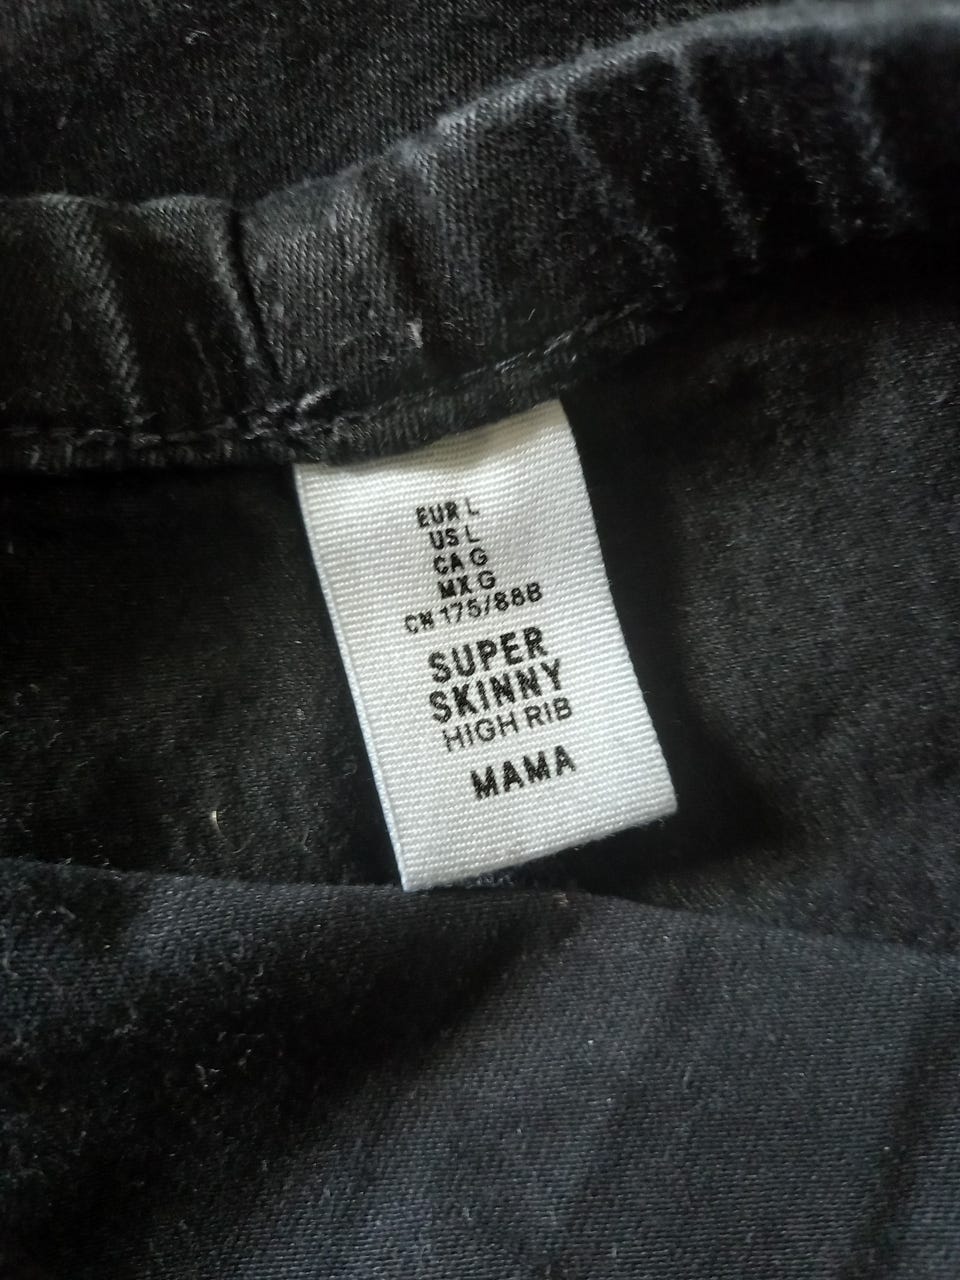 EUR L
US L
CA G
MX G
CN 175/88B
SUPER
SKINNY
HIGH RIB
MAMA